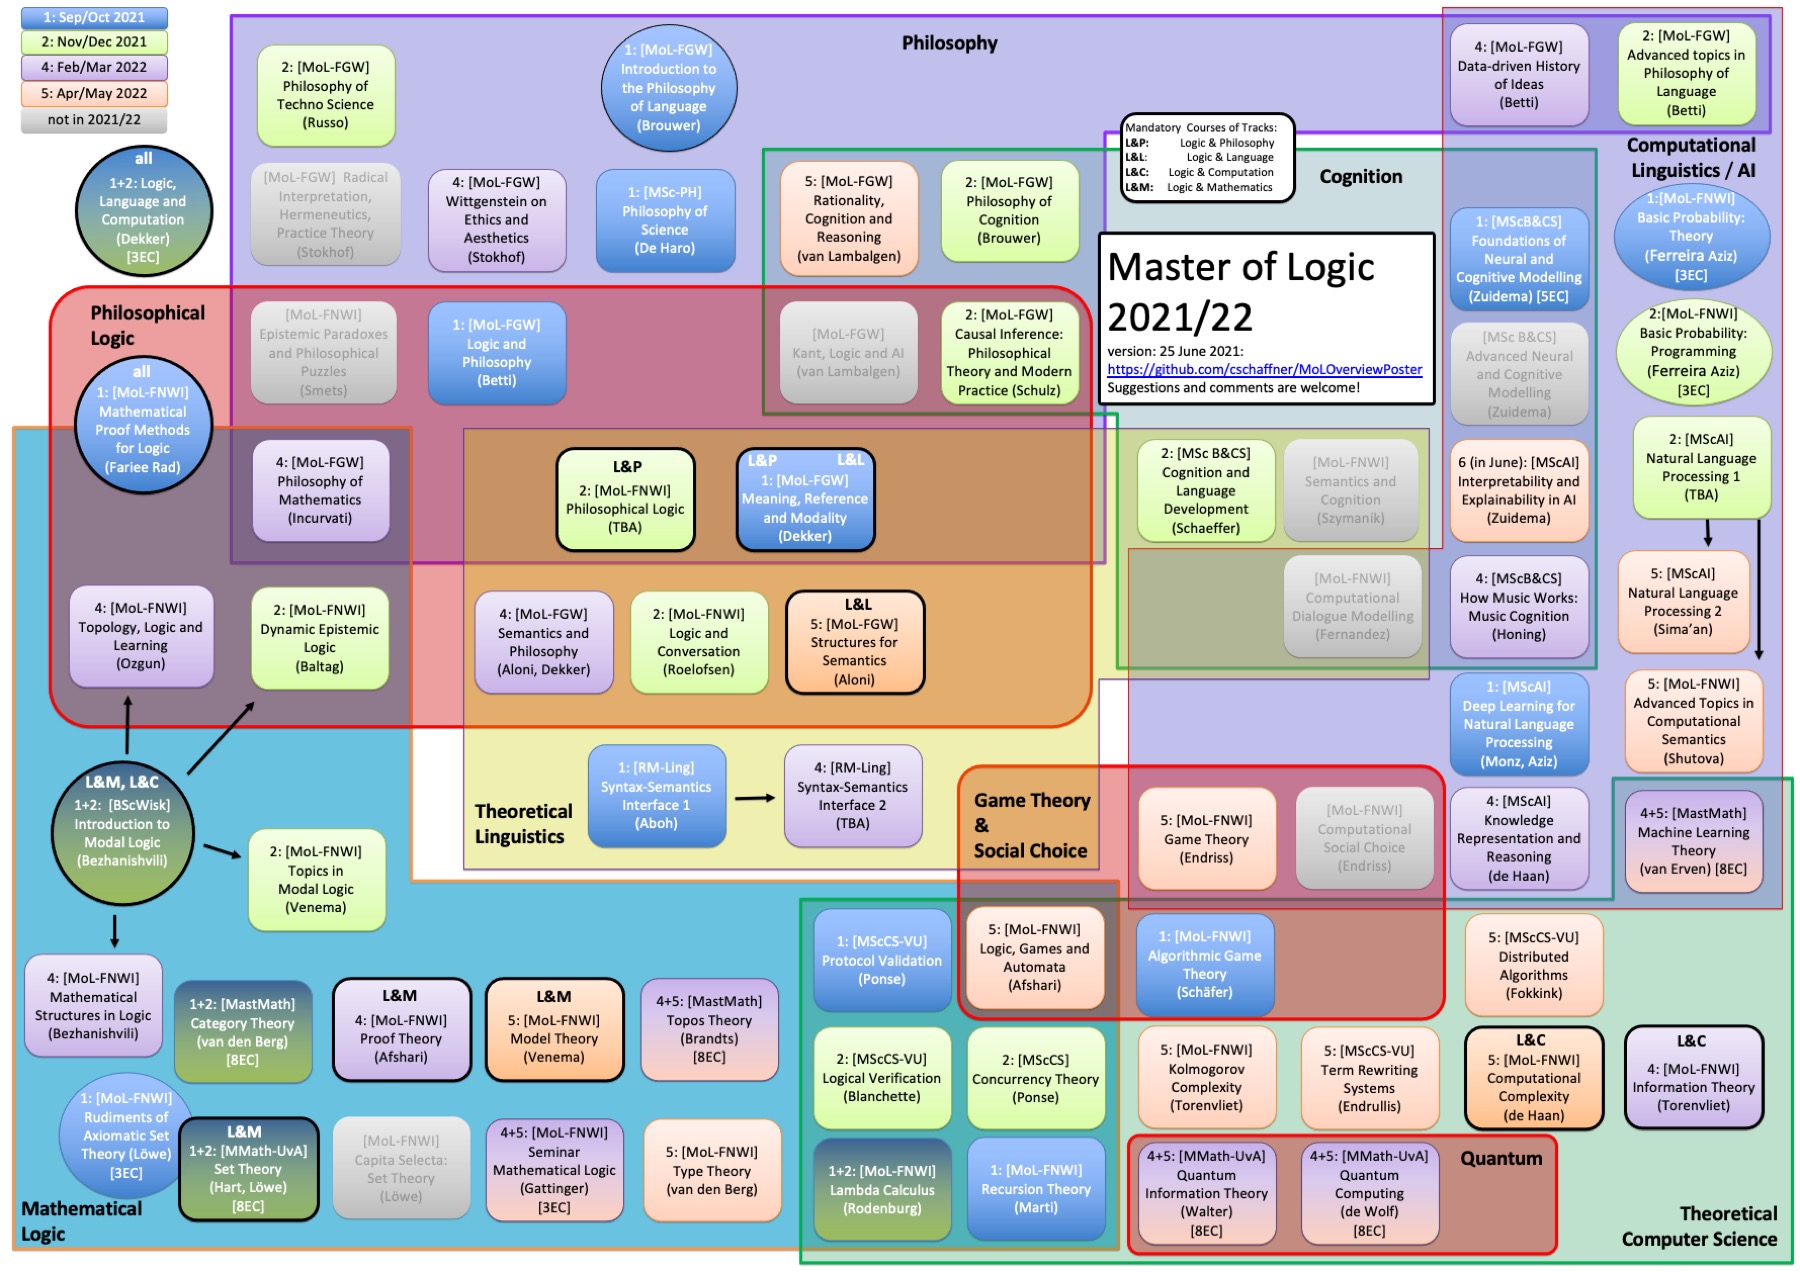 1: Sep/Oct 2021
2: Nov/Dec 2021
4: Feb/Mar 2022
5: Apr/May 2022
not in 2021/22
all
1+2: Logic,
Language and
Computation
(Dekker)
[3EC]
Philosophy
2: [MoL-FGW]
Philosophy of
Techno Science
(Russo)
1: [MoL-FGW]
Introduction to
the Philosophy
of Language
(Brouwer)
4: [MoL-FGW]
Data-driven History
of Ideas
(Betti)
2: [MoL-FGW]
Advanced topics in
Philosophy of
Language
(Betti)
Mandatory Courses of Tracks:
L&P: Logic & Philosophy
L&L: Logic & Language
L&C: Logic & Computation
L&M: Logic & Mathematics
Computational
Linguistics / AI
[MoL-FGW] Radical
Interpretation,
Hermeneutics,
Practice Theory
(Stokhof)
4: [MoL-FGW]
Wittgenstein on
Ethics and
Aesthetics
(Stokhof)
1: [MSc-PH]
Philosophy of
Science
(De Haro)
5: [MoL-FGW]
Rationality,
Cognition and
Reasoning
(van Lambalgen)
2: [MoL-FGW]
Philosophy of
Cognition
(Brouwer)
Cognition
1: [MScB&CS]
Foundations of
Neural and
Cognitive Modelling
(Zuidema) [5EC]
1:[MoL-FNWI]
Basic Probability:
Theory
(Ferreira Aziz)
[3EC]
Master of Logic
2021/22
version: 25 June 2021:
https://github.com/cschaffner/MoLOverviewPoster
Suggestions and comments are welcome!
Philosophical
Logic
[MoL-FNWI]
Epistemic Paradoxes
and Philosophical
Puzzles
(Smets)
1: [MoL-FGW]
Logic and
Philosophy
(Betti)
[MoL-FGW]
Kant, Logic and AI
(van Lambalgen)
2: [MoL-FGW]
Causal Inference:
Philosophical
Theory and Modern
Practice (Schulz)
[MSc B&CS]
Advanced Neural
and Cognitive
Modelling
(Zuidema)
2:[MoL-FNWI]
Basic Probability:
Programming
(Ferreira Aziz)
[3EC]
all
1: [MoL-FNWI]
Mathematical
Proof Methods
for Logic
(Fariee Rad)
4: [MoL-FGW]
Philosophy of
Mathematics
(Incurvati)
L&P
2: [MoL-FNWI]
Philosophical Logic
(TBA)
L&P L&L
1: [MoL-FGW]
Meaning, Reference
and Modality
(Dekker)
2: [MSc B&CS]
Cognition and
Language
Development
(Schaeffer)
[MoL-FNWI]
Semantics and
Cognition
(Szymanik)
6 (in June): [MScAI]
Interpretability and
Explainability in AI
(Zuidema)
2: [MScAI]
Natural Language
Processing 1
(TBA)
4: [MoL-FNWI]
Topology, Logic and
Learning
(Ozgun)
2: [MoL-FNWI]
Dynamic Epistemic
Logic
(Baltag)
4: [MoL-FGW]
Semantics and
Philosophy
(Aloni, Dekker)
2: [MoL-FNWI]
Logic and
Conversation
(Roelofsen)
L&L
5: [MoL-FGW]
Structures for
Semantics
(Aloni)
[MoL-FNWI]
Computational
Dialogue Modelling
(Fernandez)
4: [MScB&CS]
How Music Works:
Music Cognition
(Honing)
5: [MScAI]
Natural Language
Processing 2
(Sima’an)
1: [MScAI]
Deep Learning for
Natural Language
Processing
(Monz, Aziz)
5: [MoL-FNWI]
Advanced Topics in
Computational
Semantics
(Shutova)
L&M, L&C
1+2: [BScWisk]
Introduction to
Modal Logic
(Bezhanishvili)
Theoretical
Linguistics
1: [RM-Ling]
Syntax-Semantics
Interface 1
(Aboh)
4: [RM-Ling]
Syntax-Semantics
Interface 2
(TBA)
Game Theory
&
Social Choice
5: [MoL-FNWI]
Game Theory
(Endriss)
[MoL-FNWI]
Computational
Social Choice
(Endriss)
4: [MScAI]
Knowledge
Representation and
Reasoning
(de Haan)
4+5: [MastMath]
Machine Learning
Theory
(van Erven) [8EC]
2: [MoL-FNWI]
Topics in
Modal Logic
(Venema)
1: [MScCS-VU]
Protocol Validation
(Ponse)
5: [MoL-FNWI]
Logic, Games and
Automata
(Afshari)
1: [MoL-FNWI]
Algorithmic Game
Theory
(Schäfer)
5: [MScCS-VU]
Distributed
Algorithms
(Fokkink)
4: [MoL-FNWI]
Mathematical
Structures in Logic
(Bezhanishvili)
1+2: [MastMath]
Category Theory
(van den Berg)
[8EC]
L&M
4: [MoL-FNWI]
Proof Theory
(Afshari)
L&M
5: [MoL-FNWI]
Model Theory
(Venema)
4+5: [MastMath]
Topos Theory
(Brandts)
[8EC]
2: [MScCS-VU]
Logical Verification
(Blanchette)
2: [MScCS]
Concurrency Theory
(Ponse)
5: [MoL-FNWI]
Kolmogorov
Complexity
(Torenvliet)
5: [MScCS-VU]
Term Rewriting
Systems
(Endrullis)
L&C
5: [MoL-FNWI]
Computational
Complexity
(de Haan)
L&C
4: [MoL-FNWI]
Information Theory
(Torenvliet)
1: [MoL-FNWI]
Rudiments of
Axiomatic Set
Theory (Löwe)
[3EC]
L&M
1+2: [MMath-UvA]
Set Theory
(Hart, Löwe)
[8EC]
[MoL-FNWI]
Capita Selecta:
Set Theory
(Löwe)
4+5: [MoL-FNWI]
Seminar
Mathematical Logic
(Gattinger)
[3EC]
5: [MoL-FNWI]
Type Theory
(van den Berg)
1+2: [MoL-FNWI]
Lambda Calculus
(Rodenburg)
1: [MoL-FNWI]
Recursion Theory
(Marti)
4+5: [MMath-UvA]
Quantum
Information Theory
(Walter)
[8EC]
4+5: [MMath-UvA]
Quantum
Computing
(de Wolf)
[8EC]
Quantum
Mathematical
Logic
Theoretical
Computer Science